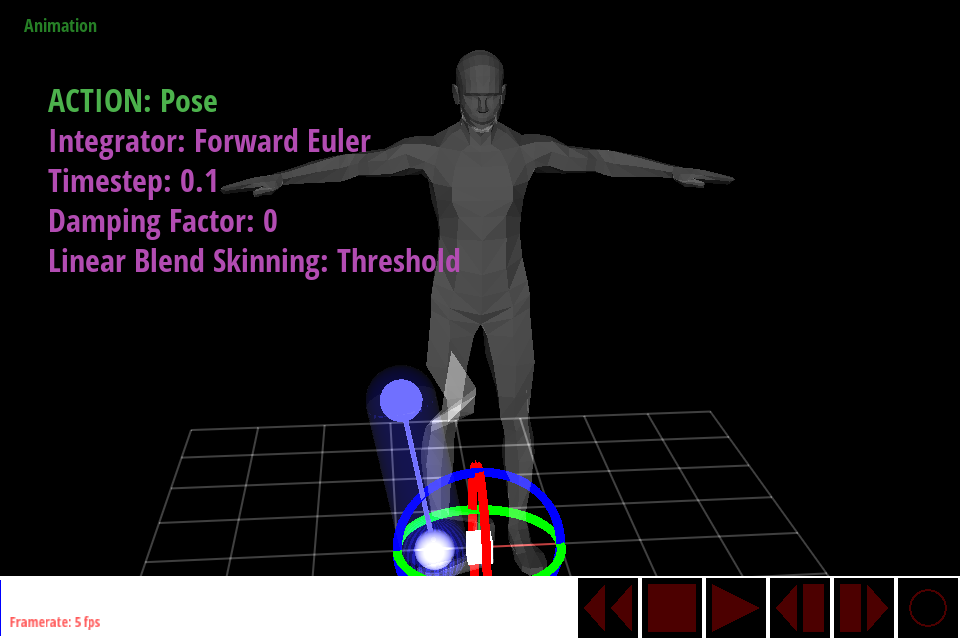 Animation
ACTION: Pose
Integrator: Forward Euler
Timestep: 0.1
Damping Factor: 0
Linear Blend Skinning: Threshold
Framerate: 5 fps